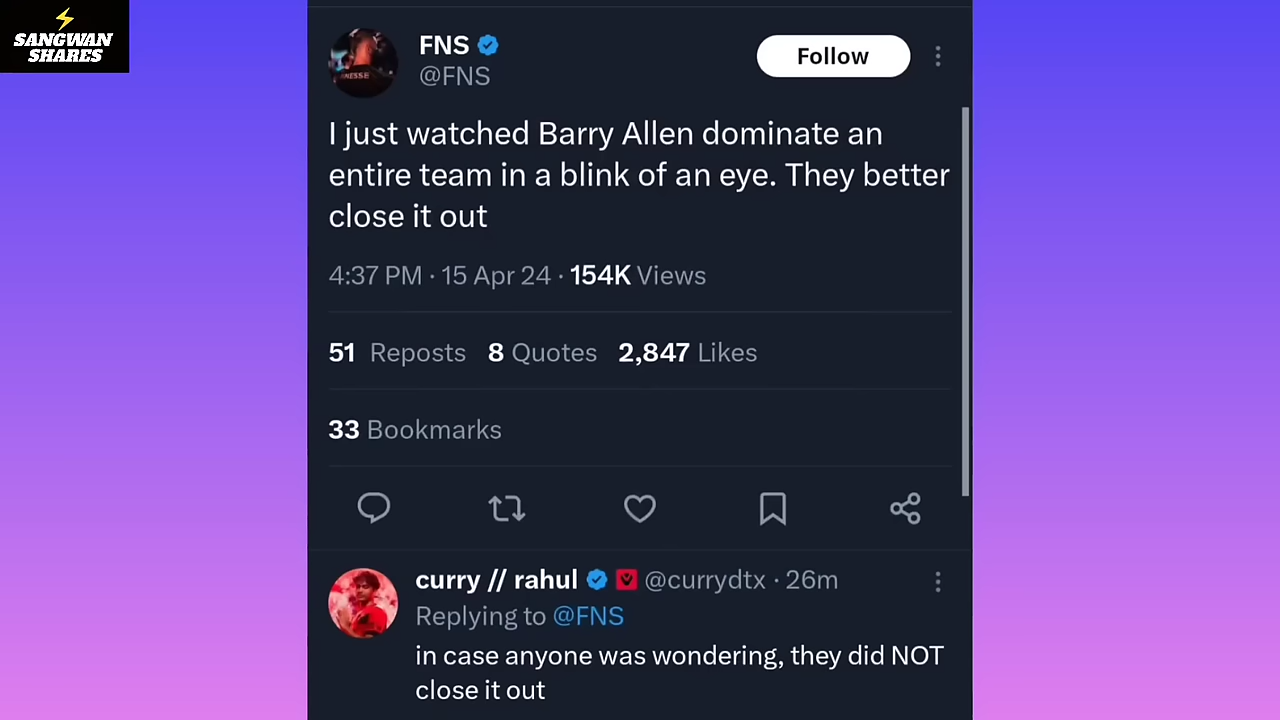 SANGWAN
SHARES
FNS
@FNS
Follow
NESSE
I just watched Barry Allen dominate an
entire team in a blink of an eye. They better
close it out
4:37 PM · 15 Apr 24 · 154K Views
51 Reposts 8 Quotes 2,847 Likes
33 Bookmarks
curry // rahul @currydtx · 26m
Replying to @FNS
in case anyone was wondering, they did NOT
close it out